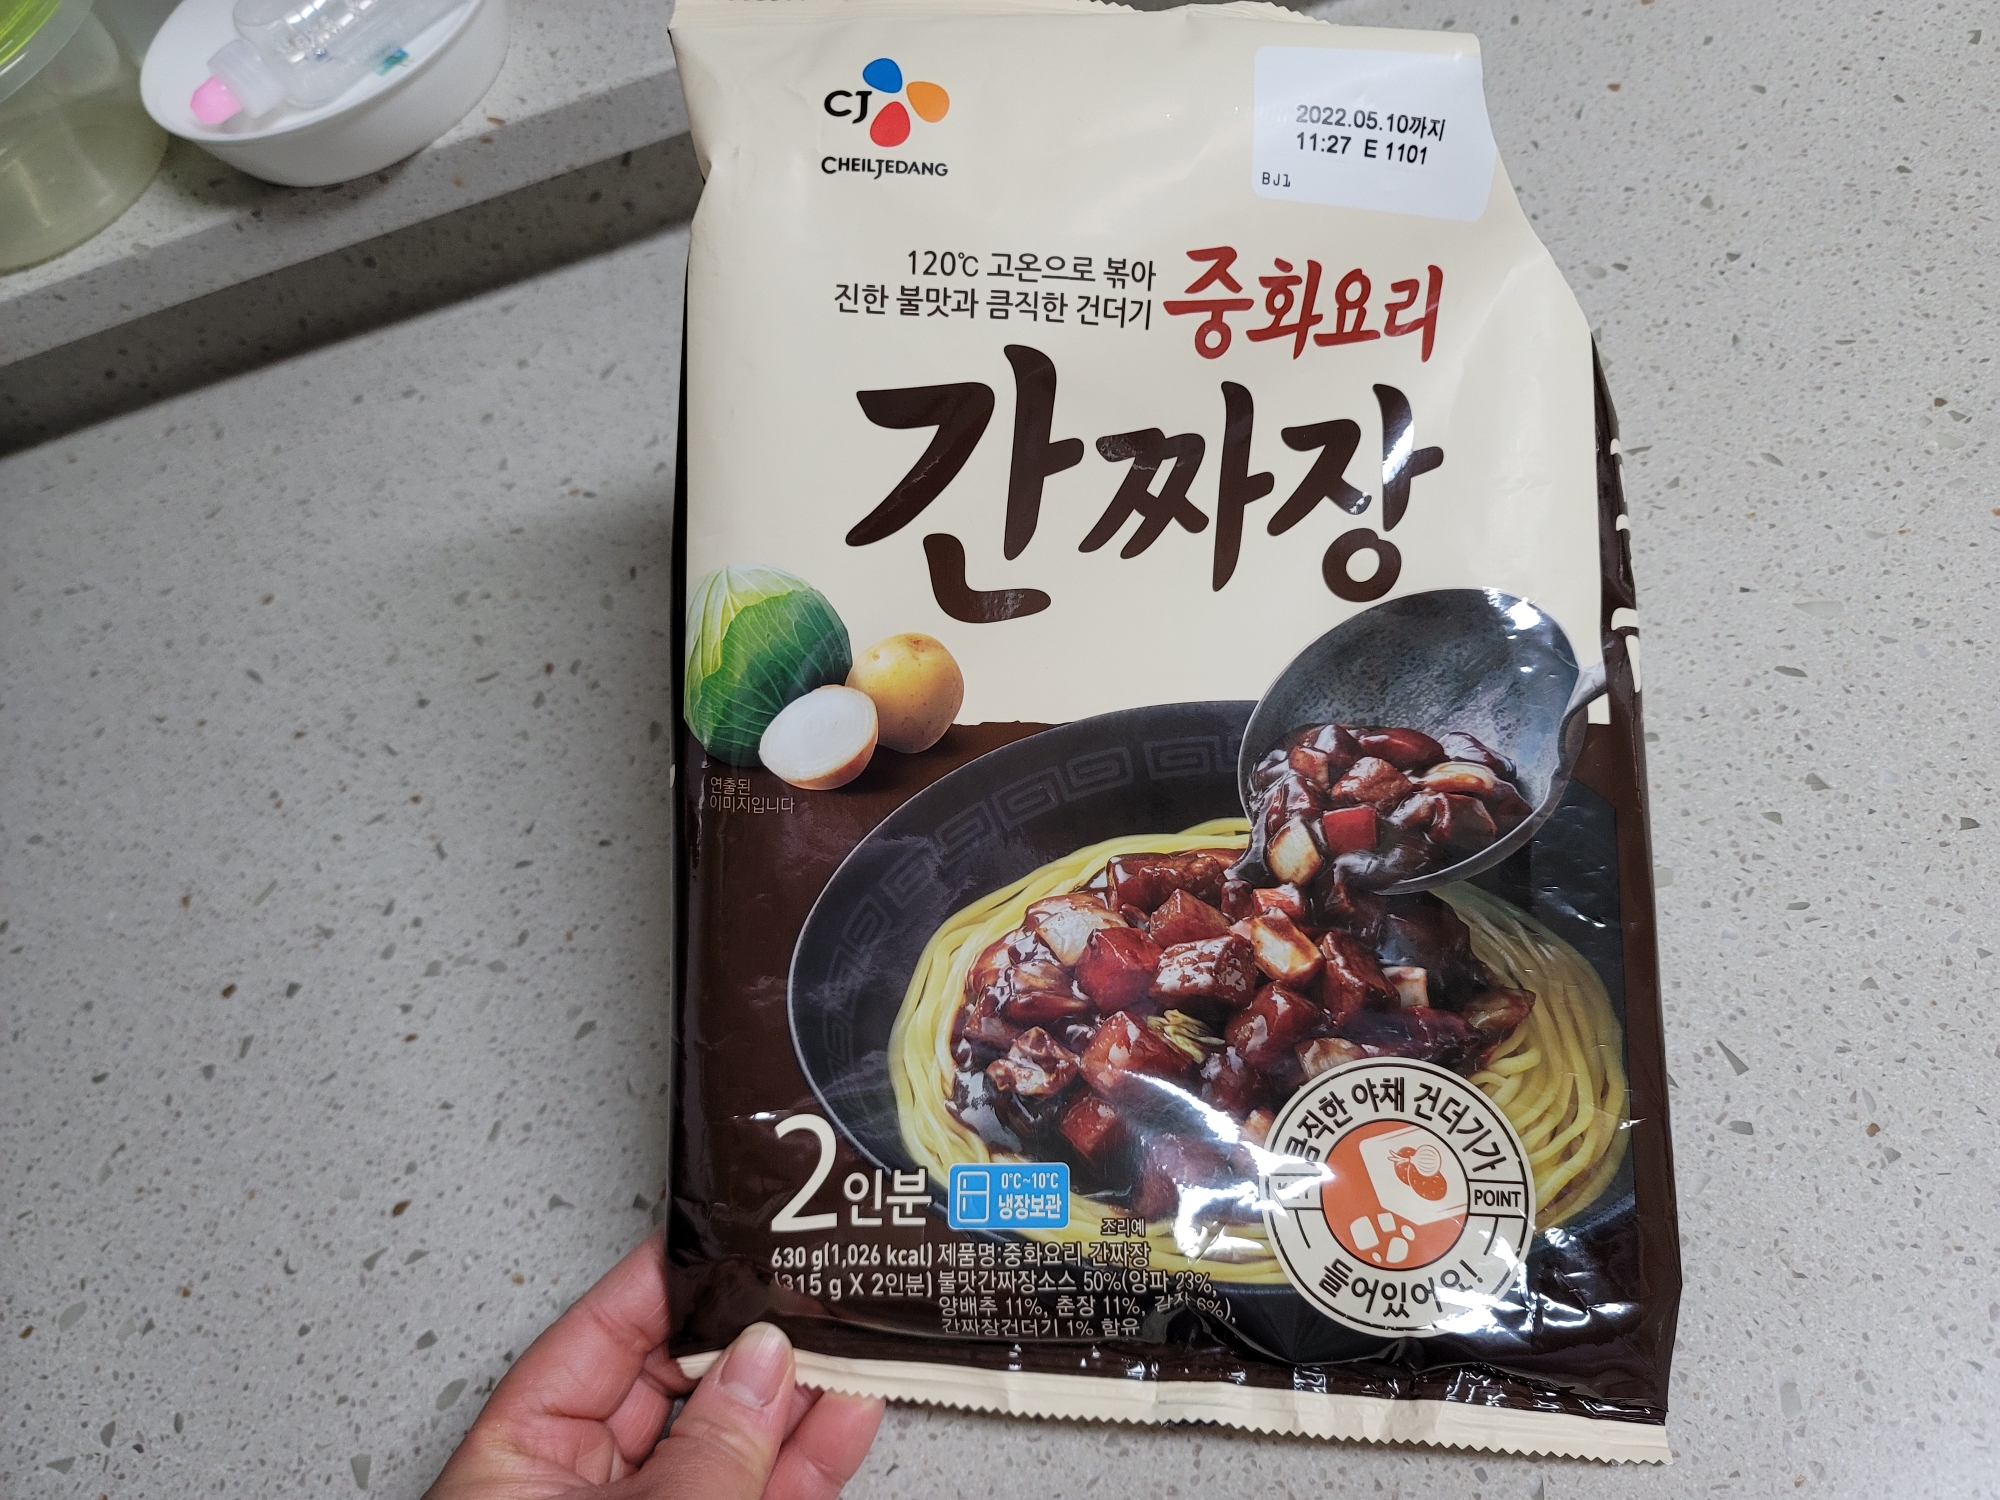 CJ
CHEILJEDANG
2022.05.10까지
11:27 E 1101
BJ1
120℃ 고온으로 볶아
진한 불맛과 큼직한 건더기
중화요리
간짜장
연출된
이미지입니다
큼직한 야채 건더기가
POINT
들어있어요!
2인분
0℃~10℃
냉장보관
조리예
630 g(1,026 kcal)
(315 g X 2인분)
제품명:중화요리 간짜장
불맛간짜장소스 50%(양파 23%,
양배추 11%, 춘장 11%, 감자 6%),
간짜장건더기 1% 함유